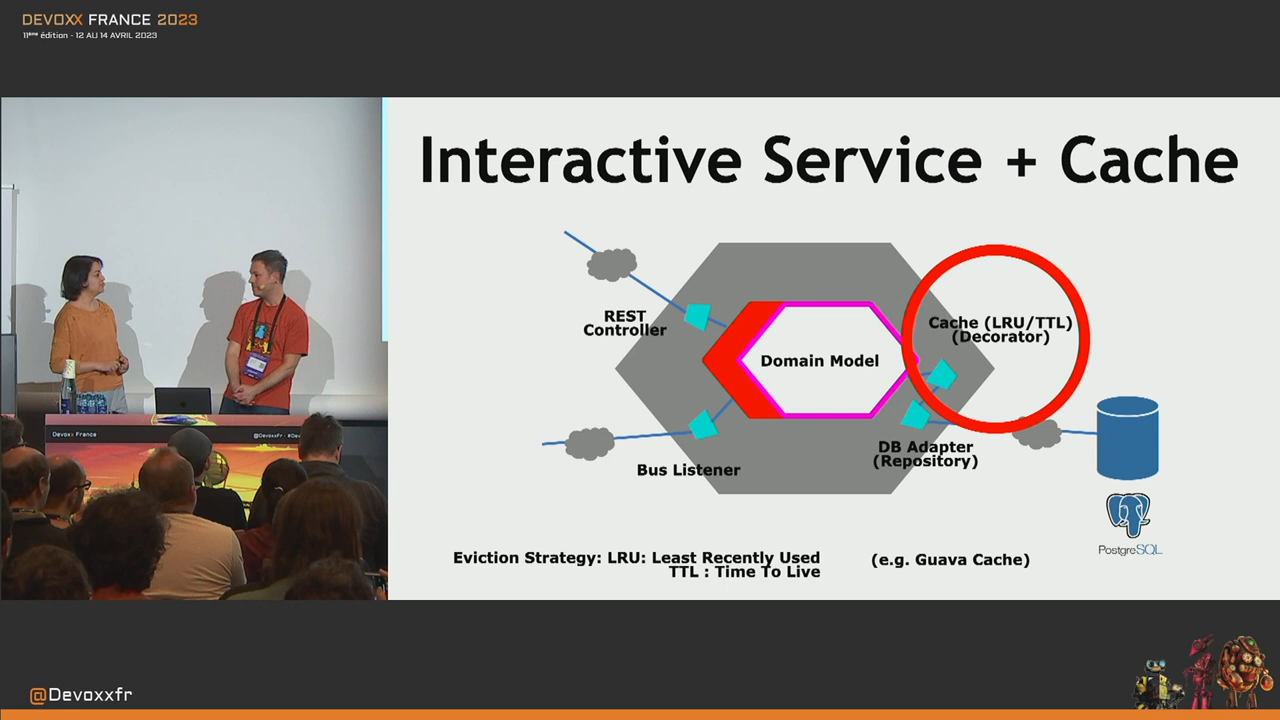 DEVOXX FRANCE 2023
11ème édition - 12 AU 14 AVRIL 2023
Interactive Service + Cache
REST
Controller
Cache (LRU/TTL)
(Decorator)
Domain Model
Bus Listener
DB Adapter
(Repository)
PostgreSQL
Eviction Strategy: LRU: Least Recently Used
TTL : Time To Live
(e.g. Guava Cache)
Devoxx France
@DevoxxFr
@Devoxxfr